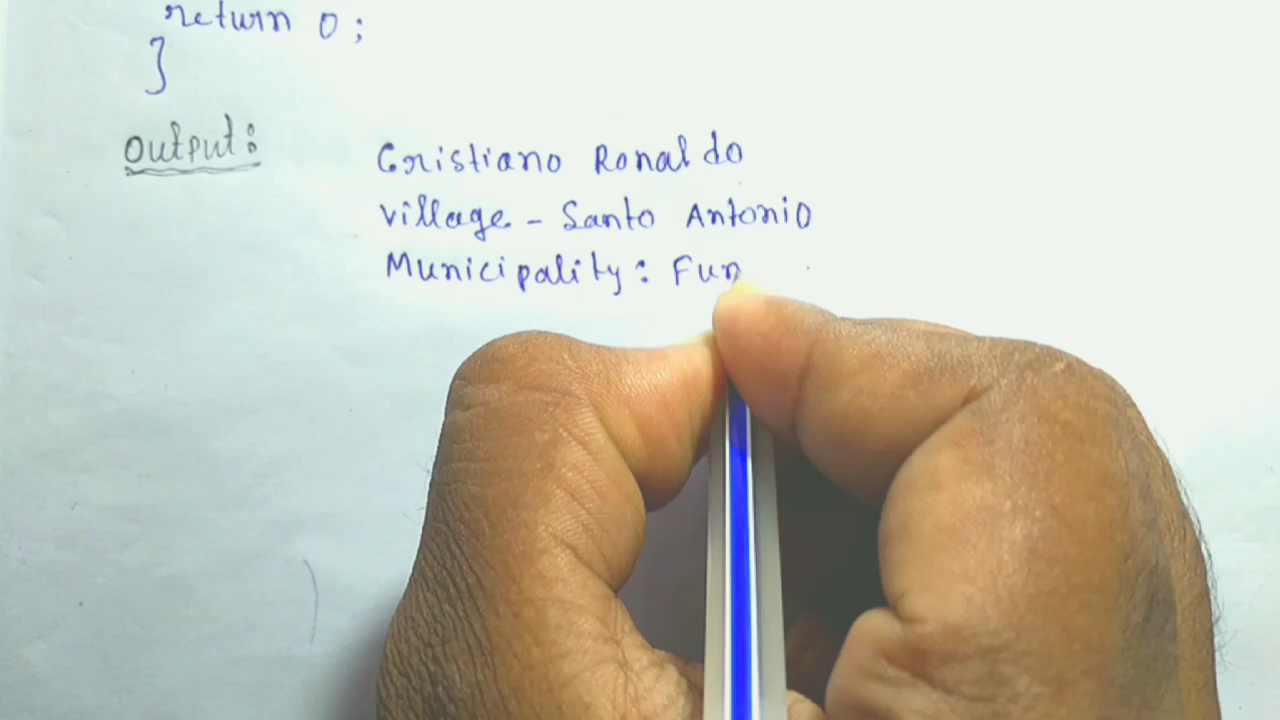 return 0;
}
Output:
Cristiano Ronaldo
Village - Santo Antonio
Municipality: Fun